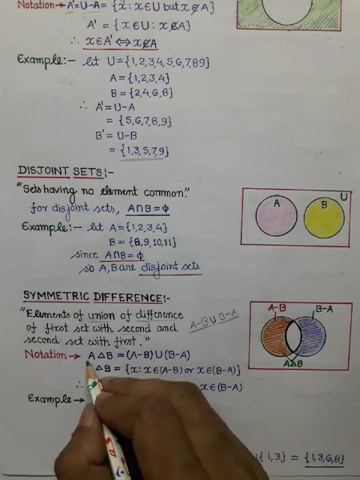 Notation→ A'=U-A= {x: x∈U but x∉A}
A' = {x∈U: x∉A}
∴ x∈A' ⇔ x∉A
Example:- let U={1,2,3,4,5,6,7,8,9}
A={1,2,3,4}
B={2,4,6,8}
∴ A'=U-A
= {5,6,7,8,9}
B'=U-B
= {1,3,5,7,9}
DISJOINT SETS:-
"Sets having no element common."
for disjoint sets, A∩B=ϕ
Example:- let A={1,2,3,4}
B={8,9,10,11}
since A∩B=ϕ
so A,B are disjoint sets
A
B
U
SYMMETRIC DIFFERENCE:-
"Elements of union of difference
of first set with second and
second set with first."
A-B∪B-A
Notation→ A△B = (A-B)∪(B-A)
△B = {x: x∈(A-B) or x∈(B-A)}
∴ x∈(B-A)
Example→
A-B
B-A
A△B
{1,3} = {1,3,6,8}